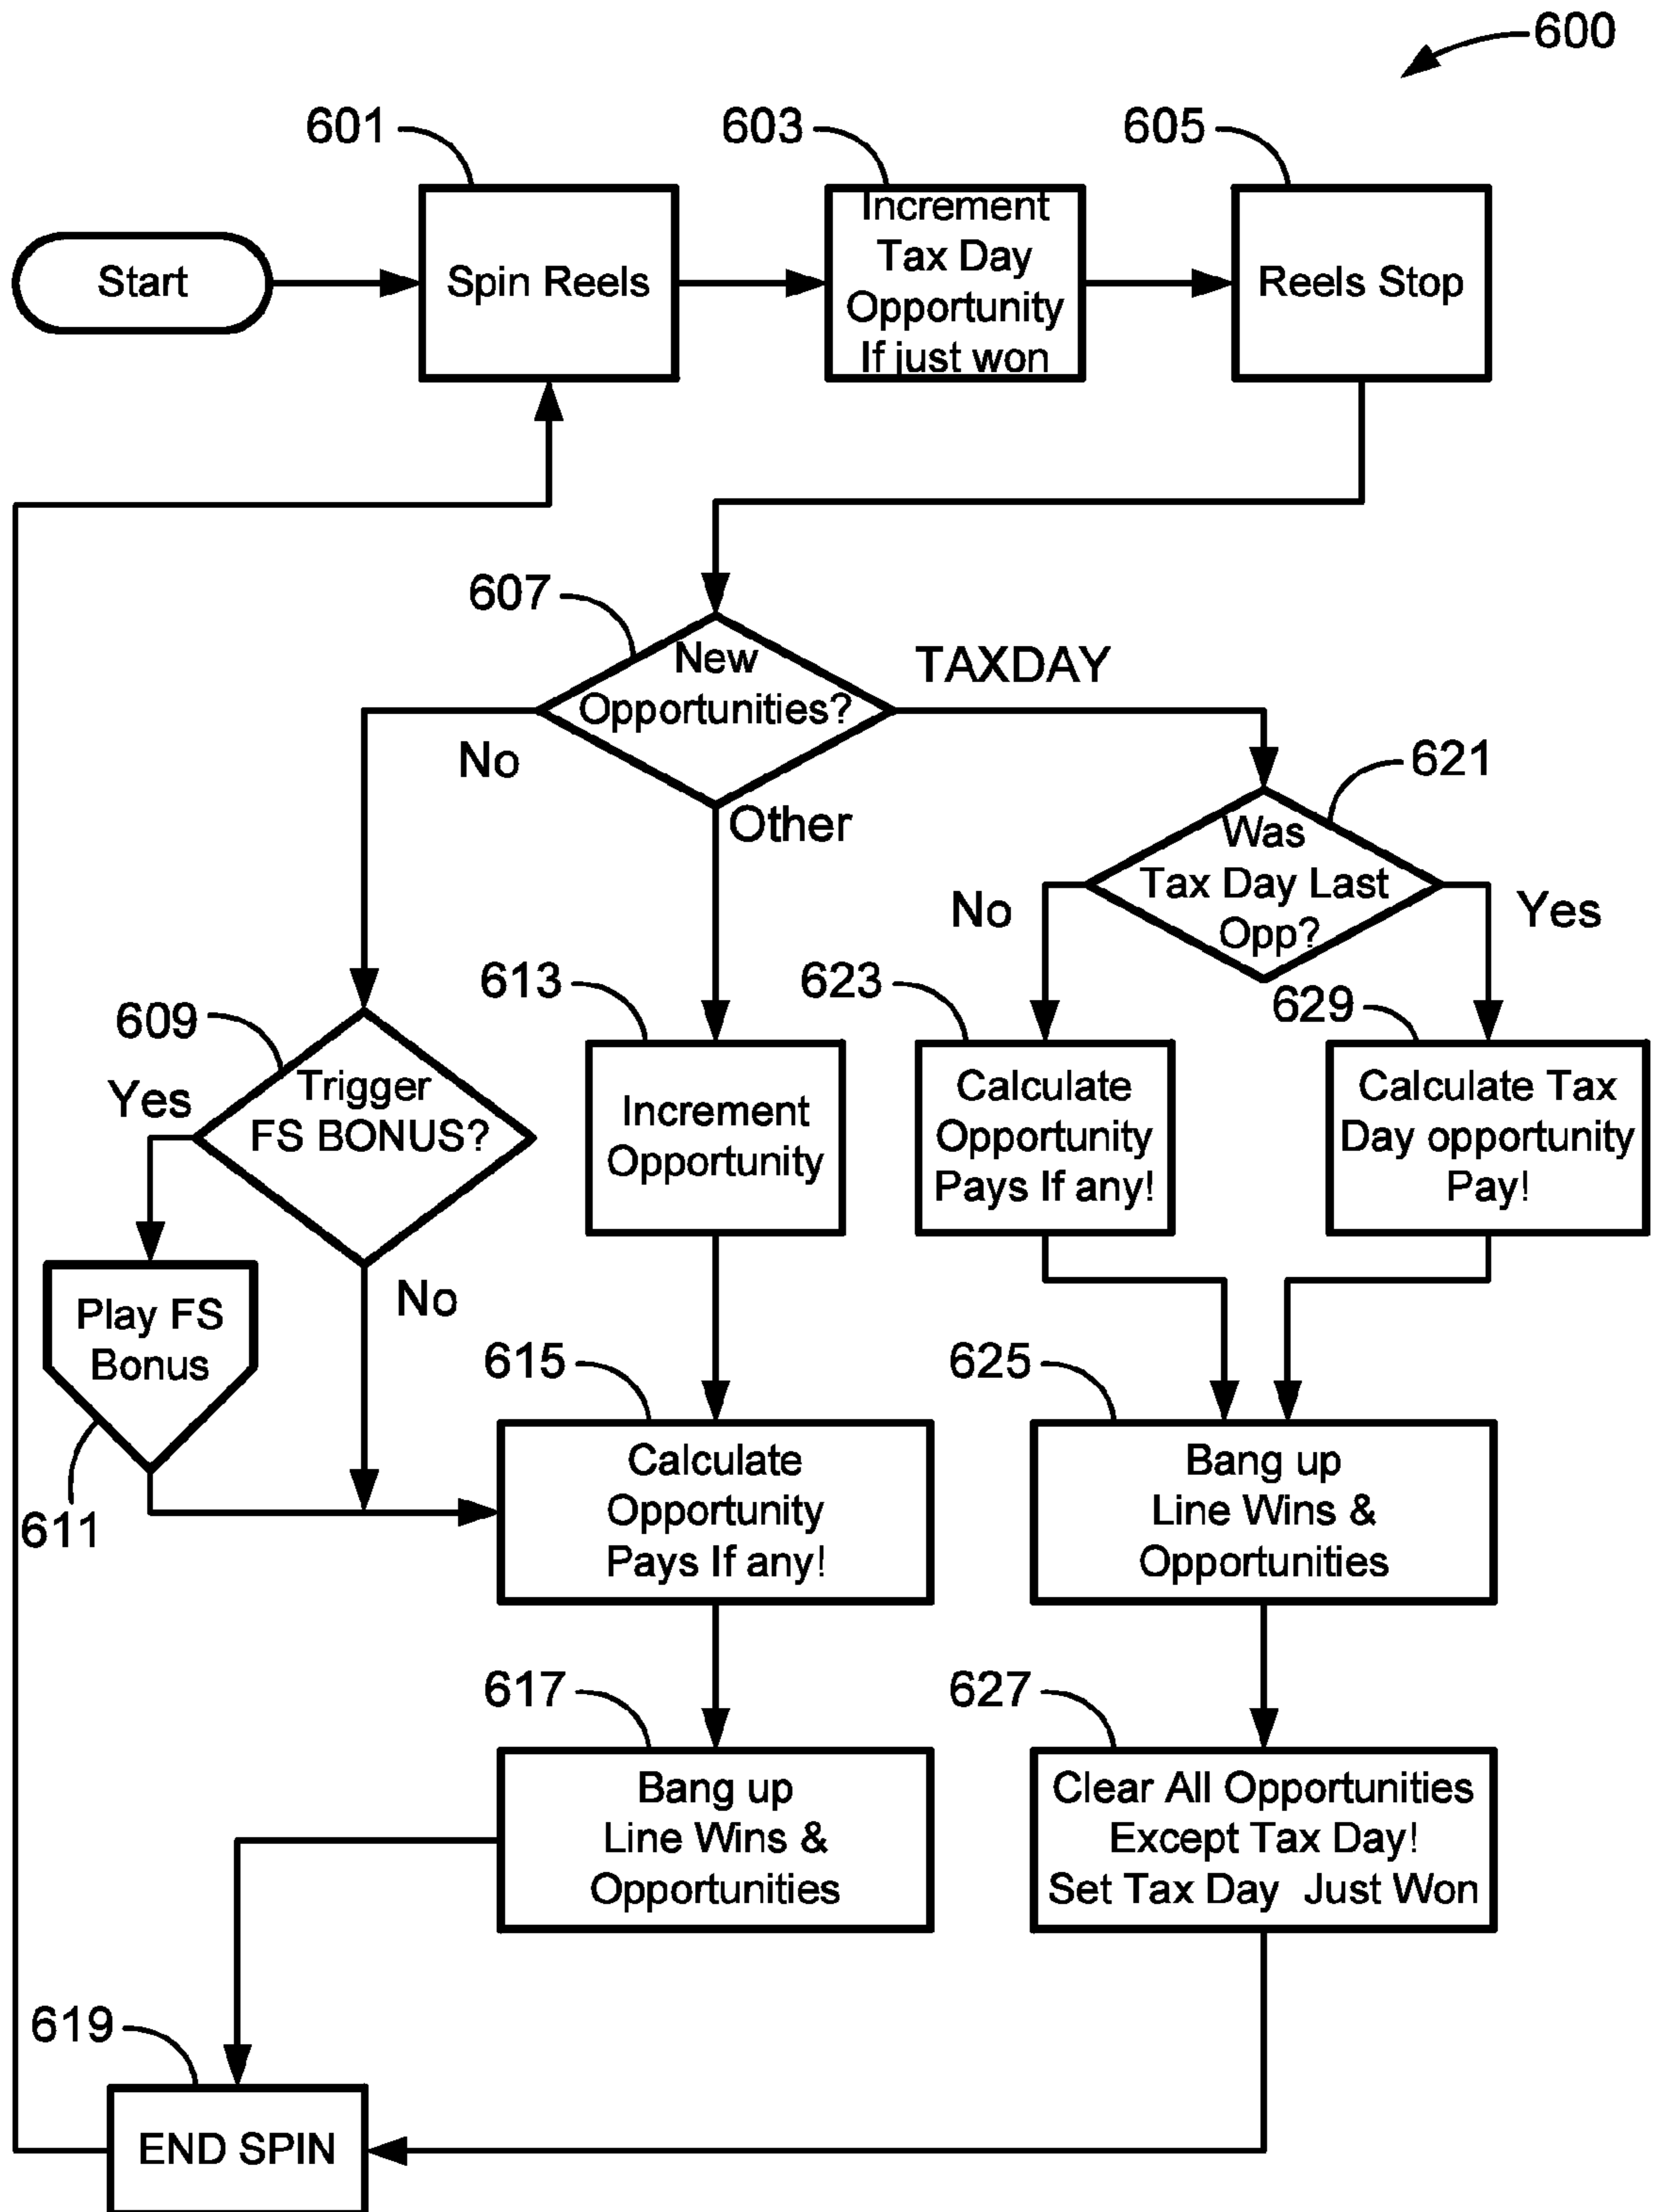 600
601
603
605
Start
Spin Reels
Increment
Tax Day
Opportunity
If just won
Reels Stop
607
New
Opportunities?
TAXDAY
No
Other
621
Was
Tax Day Last
Opp?
No
Yes
609
Trigger
FS BONUS?
Yes
No
613
Increment
Opportunity
623
Calculate
Opportunity
Pays If any!
629
Calculate Tax
Day opportunity
Pay!
Play FS
Bonus
611
615
Calculate
Opportunity
Pays If any!
625
Bang up
Line Wins &
Opportunities
617
Bang up
Line Wins &
Opportunities
627
Clear All Opportunities
Except Tax Day!
Set Tax Day Just Won
619
END SPIN